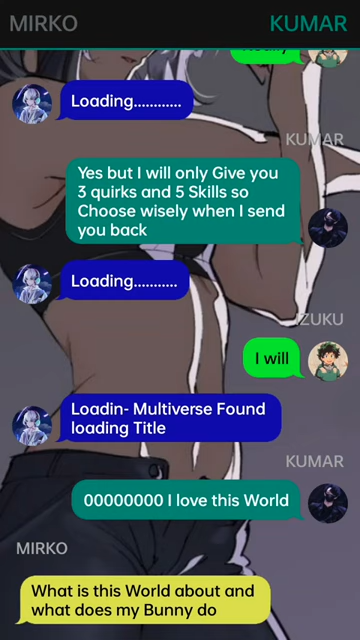 MIRKO
KUMAR
Really
Loading............
KUMAR
Yes but I will only Give you
3 quirks and 5 Skills so
Choose wisely when I send
you back
Loading...........
IZUKU
I will
Loadin- Multiverse Found
loading Title
KUMAR
00000000 I love this World
MIRKO
What is this World about and
what does my Bunny do